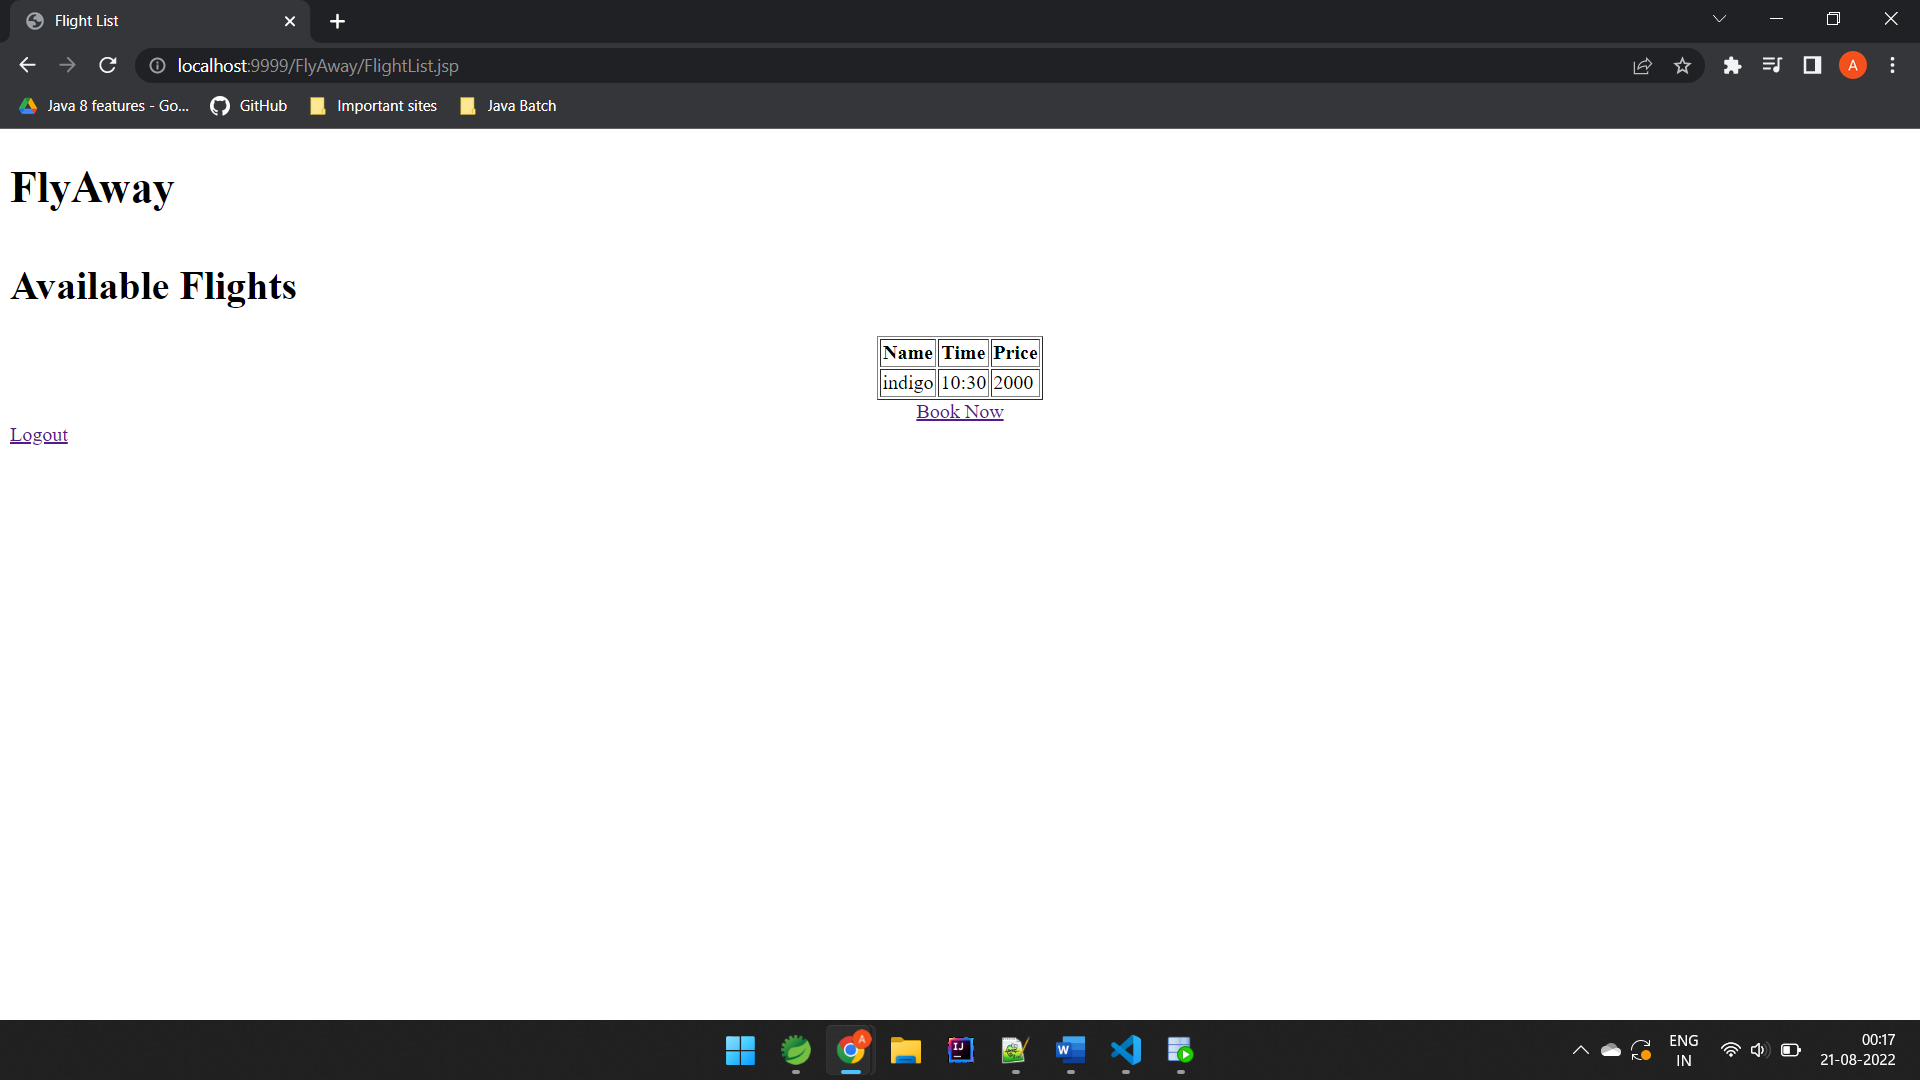 Flight List
localhost:9999/FlyAway/FlightList.jsp
A
Java 8 features - Go...
GitHub
Important sites
Java Batch
FlyAway
Available Flights
Name Time Price
indigo 10:30 2000
Book Now
Logout
A
IJ
W
ENG
IN
00:17
21-08-2022